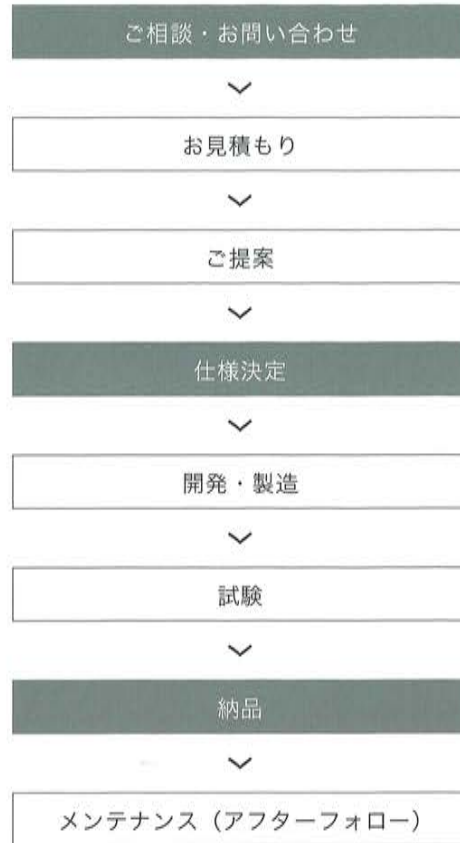 ご相談・お問い合わせ
お見積もり
ご提案
仕様決定
開発・製造
試験
納品
メンテナンス（アフターフォロー）